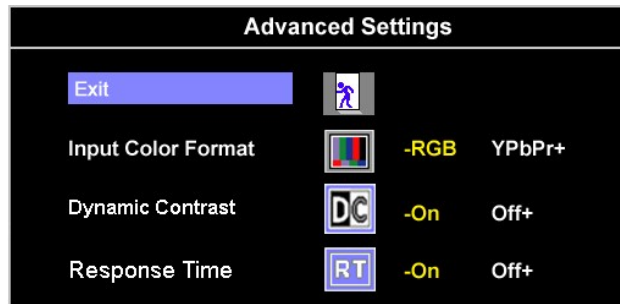 Advanced Settings
Exit
Input Color Format -RGB YPbPr+
Dynamic Contrast DC -On Off+
Response Time RT -On Off+